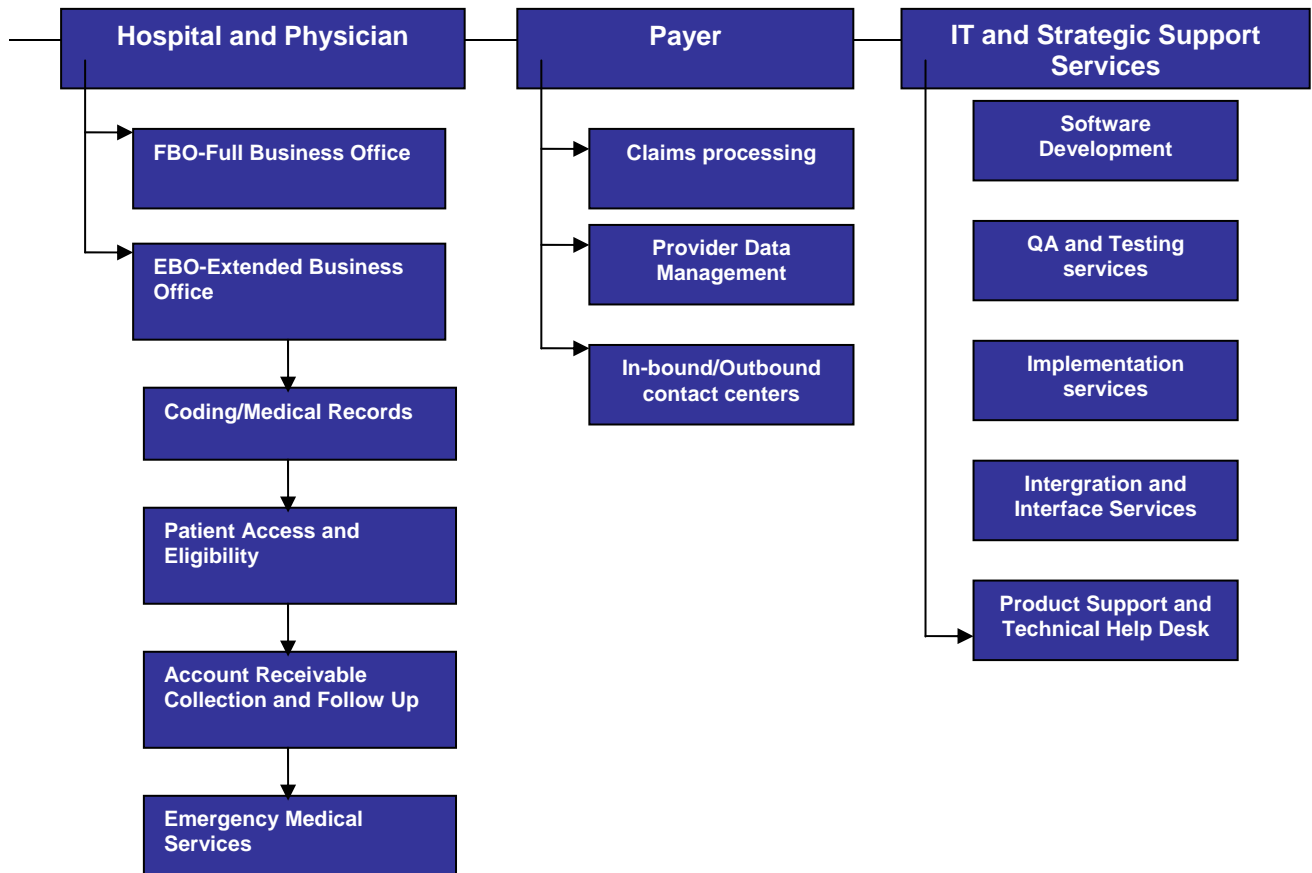 Hospital and Physician
FBO-Full Business Office
EBO-Extended Business
Office
Coding/Medical Records
Patient Access and
Eligibility
Account Receivable
Collection and Follow Up
Emergency Medical
Services
Payer
Claims processing
Provider Data
Management
In-bound/Outbound
contact centers
IT and Strategic Support
Services
Software
Development
QA and Testing
services
Implementation
services
Intergration and
Interface Services
Product Support and
Technical Help Desk